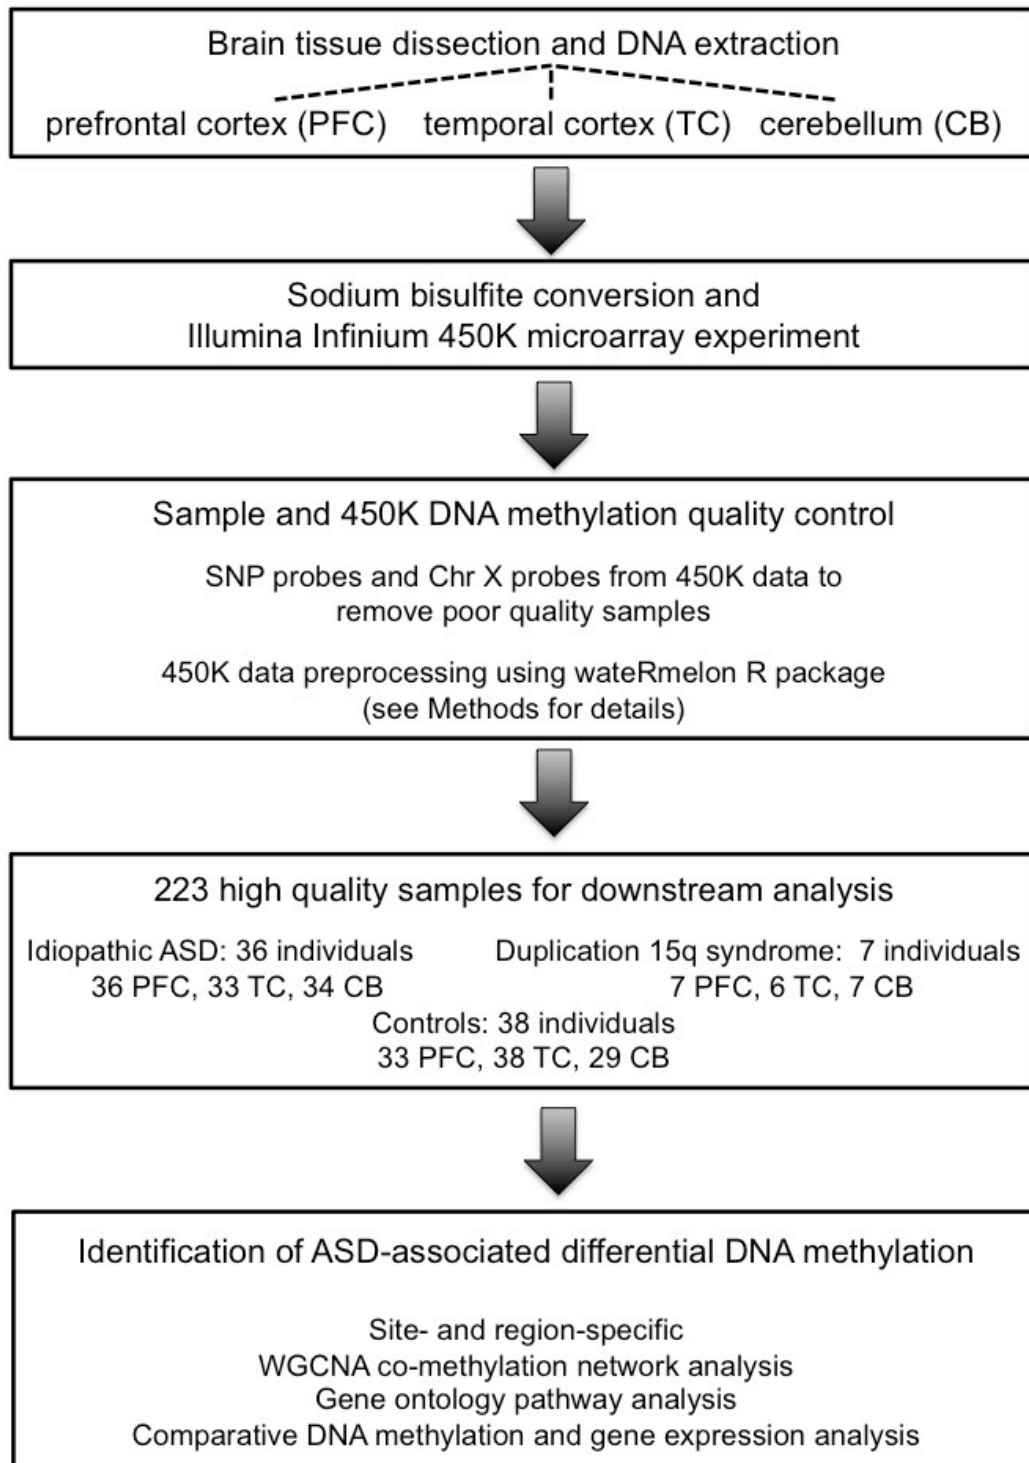 Brain tissue dissection and DNA extraction
prefrontal cortex (PFC) temporal cortex (TC) cerebellum (CB)
Sodium bisulfite conversion and
Illumina Infinium 450K microarray experiment
Sample and 450K DNA methylation quality control
SNP probes and Chr X probes from 450K data to
remove poor quality samples
450K data preprocessing using wateRmelon R package
(see Methods for details)
223 high quality samples for downstream analysis
Idiopathic ASD: 36 individuals Duplication 15q syndrome: 7 individuals
36 PFC, 33 TC, 34 CB 7 PFC, 6 TC, 7 CB
Controls: 38 individuals
33 PFC, 38 TC, 29 CB
Identification of ASD-associated differential DNA methylation
Site- and region-specific
WGCNA co-methylation network analysis
Gene ontology pathway analysis
Comparative DNA methylation and gene expression analysis